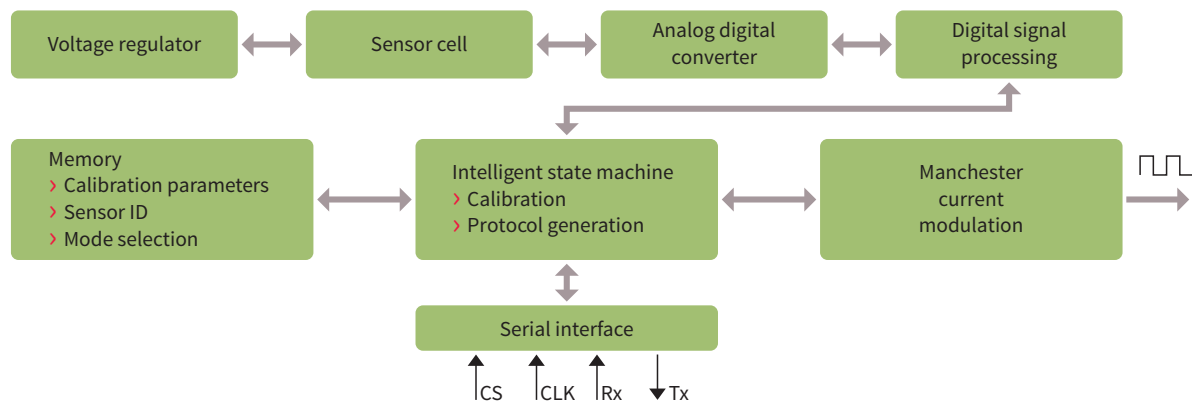 Voltage regulator
Sensor cell
Analog digital
converter
Digital signal
processing
Memory
› Calibration parameters
› Sensor ID
› Mode selection
Intelligent state machine
› Calibration
› Protocol generation
Manchester
current
modulation
Serial interface
CS
CLK
Rx
Tx